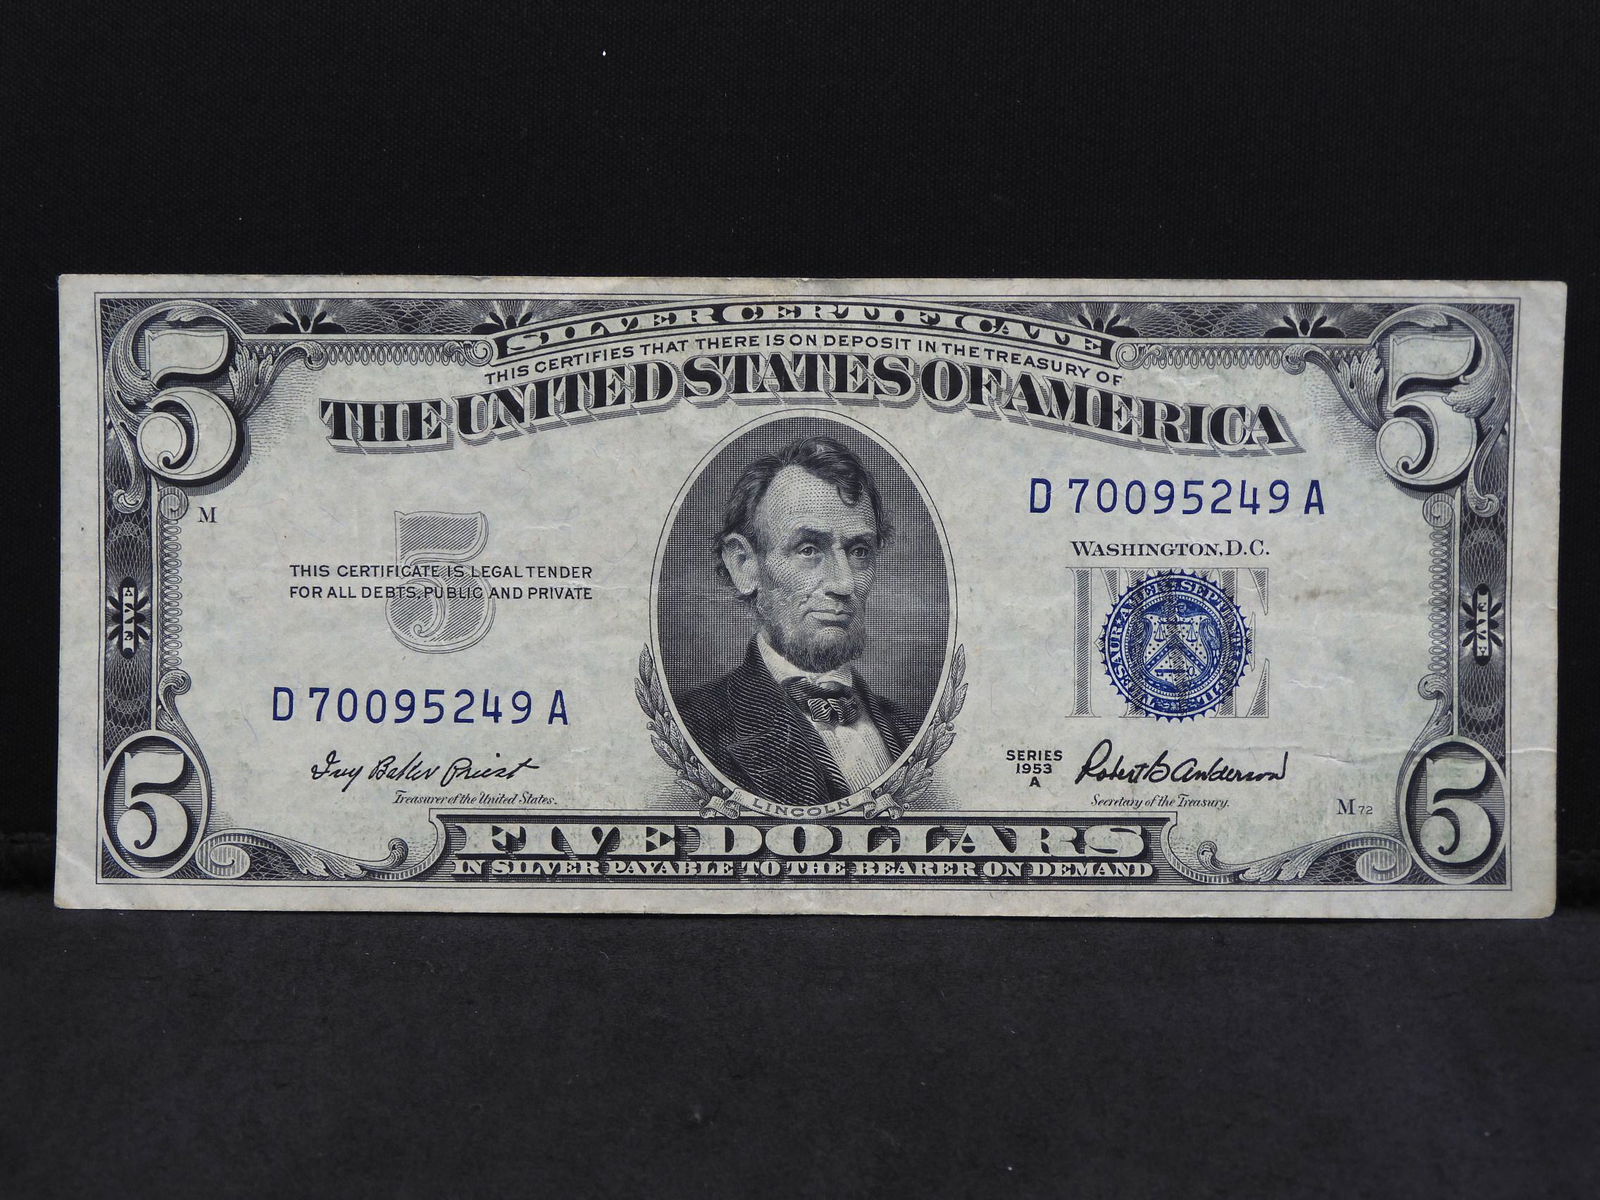 SILVER CERTIFICATE
THIS CERTIFIES THAT THERE IS ON DEPOSIT IN THE TREASURY OF
THE UNITED STATES OF AMERICA
5
5
D 70095249 A
M
5
WASHINGTON, D.C.
THIS CERTIFICATE IS LEGAL TENDER
FOR ALL DEBTS, PUBLIC AND PRIVATE
FIVE
FIVE
FIVE
D 70095249 A
Ivy Baker Priest
Treasurer of the United States.
SERIES
1953
A
Robert B Anderson
Secretary of the Treasury.
M 72
LINCOLN
5
5
FIVE DOLLARS
IN SILVER PAYABLE TO THE BEARER ON DEMAND